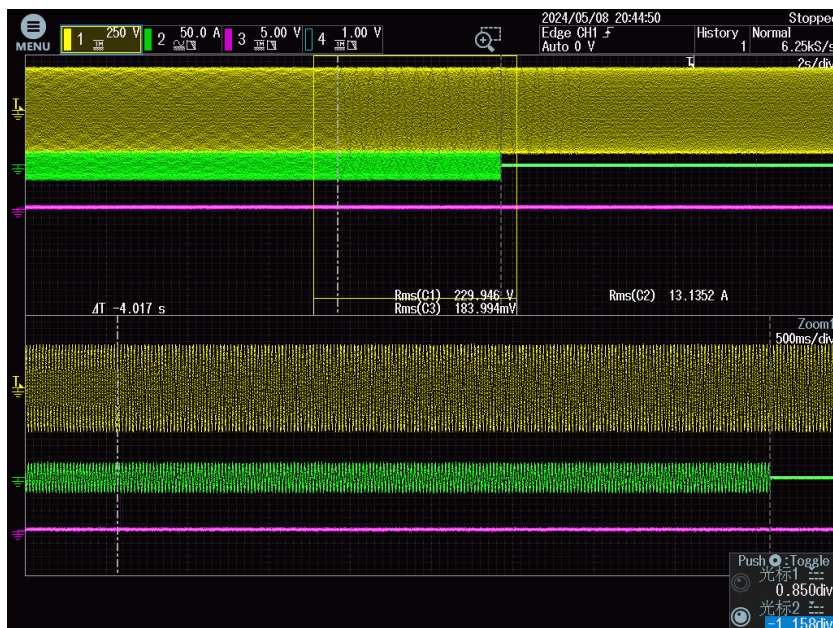 2024/05/08 20:44:50 Stopped
MENU
1 250 V
2 50.0 A
3 5.00 V
4 1.00 V
Edge CH1
Auto 0 V
History
1
Normal
6.25kS/s
T
2s/div
T
Rms(C1) 229.946 V
Rms(C2) 13.1352 A
ΔT -4.017 s
Rms(C3) 183.994mV
Zoom1
500ms/div
T
Push :Toggle
光标1
0.850div
光标2
-1.158div